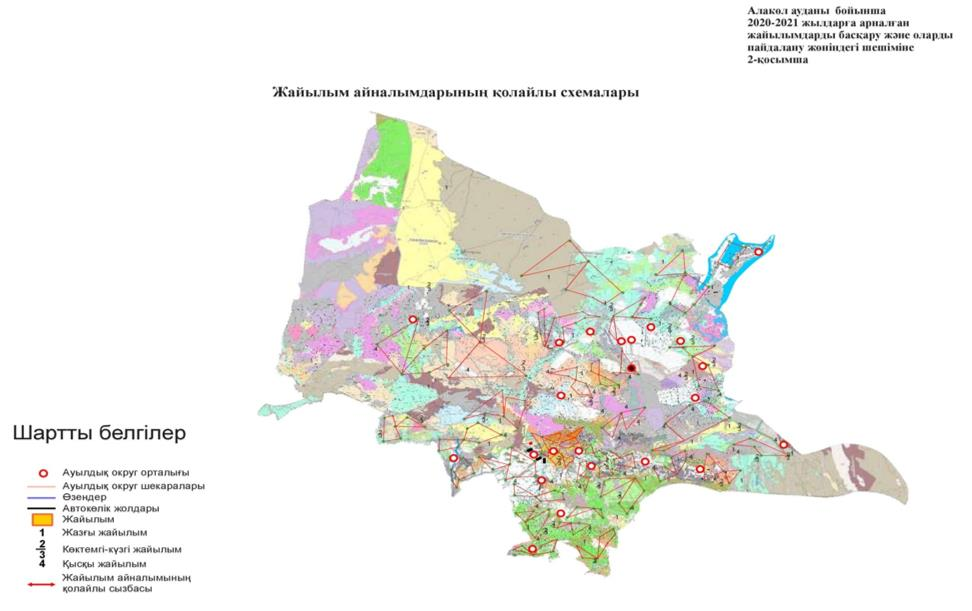 Алакөл ауданы бойынша
2020-2021 жылдарға арналған
жайылымдарды басқару және оларды
пайдалану жөніндегі шешіміне
2-қосымша
Жайылым айналымдарының қолайлы схемалары
Шартты белгілер
Ауылдық округ орталығы
Ауылдық округ шекаралары
Өзендер
Автокөлік жолдары
Жайылым
1 Жазғы жайылым
2
3 Көктемгі-күзгі жайылым
4 Қысқы жайылым
Жайылым айналымының
қолайлы сызбасы